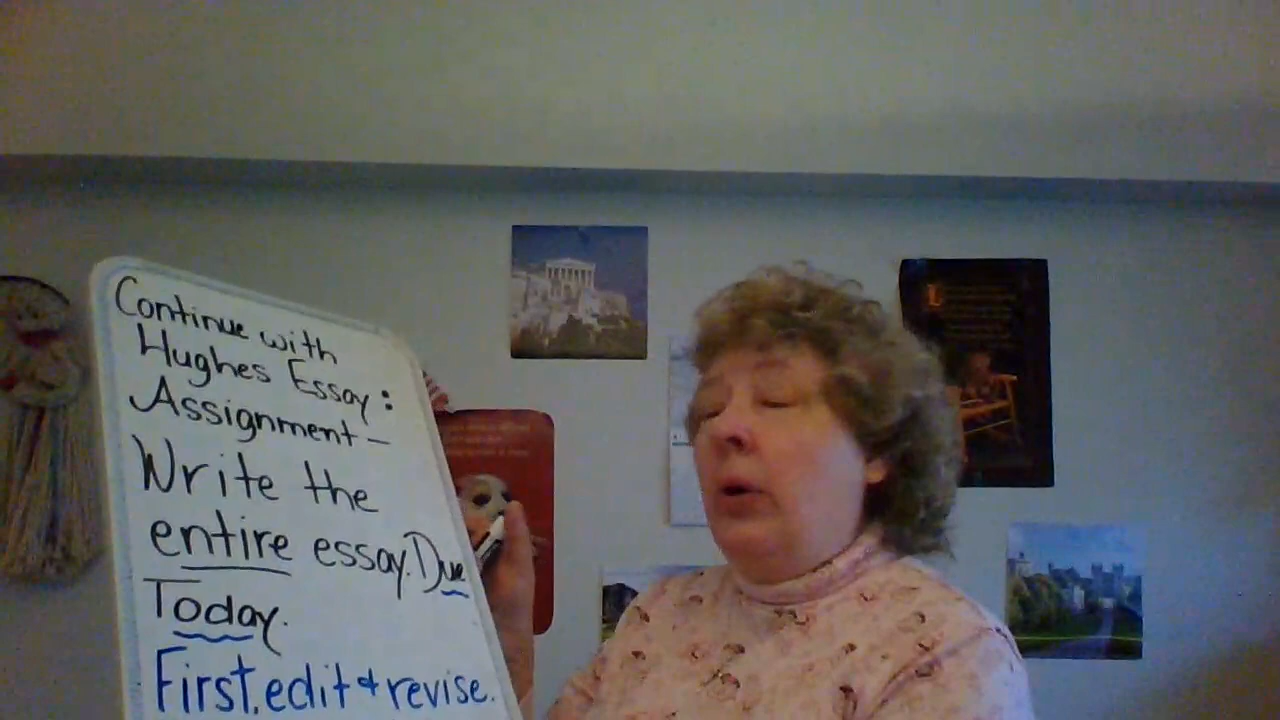 Continue with
Hughes Essay:
Assignment-
Write the
entire essay. Due
Today.
First, edit & revise.